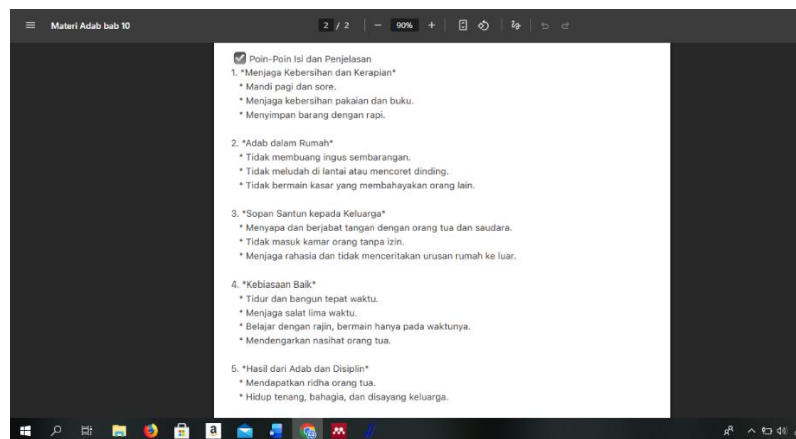 Materi Adab bab 10
2 / 2
90%
Poin-Poin Isi dan Penjelasan
1. *Menjaga Kebersihan dan Kerapian*
* Mandi pagi dan sore.
* Menjaga kebersihan pakaian dan buku.
* Menyimpan barang dengan rapi.
2. *Adab dalam Rumah*
* Tidak membuang ingus sembarangan.
* Tidak meludah di lantai atau mencoret dinding.
* Tidak bermain kasar yang membahayakan orang lain.
3. *Sopan Santun kepada Keluarga*
* Menyapa dan berjabat tangan dengan orang tua dan saudara.
* Tidak masuk kamar orang tanpa izin.
* Menjaga rahasia dan tidak menceritakan urusan rumah ke luar.
4. *Kebiasaan Baik*
* Tidur dan bangun tepat waktu.
* Menjaga salat lima waktu.
* Belajar dengan rajin, bermain hanya pada waktunya.
* Mendengarkan nasihat orang tua.
5. *Hasil dari Adab dan Disiplin*
* Mendapatkan ridha orang tua.
* Hidup tenang, bahagia, dan disayang keluarga.